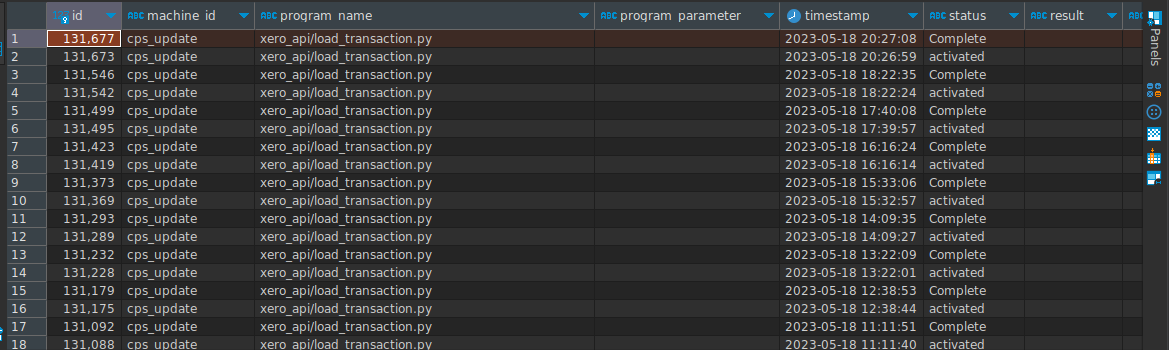 id ABC machine_id ABC program_name ABC program_parameter timestamp ABC status ABC result ABC
1 131,677 cps_update xero_api/load_transaction.py 2023-05-18 20:27:08 Complete
2 131,673 cps_update xero_api/load_transaction.py 2023-05-18 20:26:59 activated
3 131,546 cps_update xero_api/load_transaction.py 2023-05-18 18:22:35 Complete
4 131,542 cps_update xero_api/load_transaction.py 2023-05-18 18:22:24 activated
5 131,499 cps_update xero_api/load_transaction.py 2023-05-18 17:40:08 Complete
6 131,495 cps_update xero_api/load_transaction.py 2023-05-18 17:39:57 activated
7 131,423 cps_update xero_api/load_transaction.py 2023-05-18 16:16:24 Complete
8 131,419 cps_update xero_api/load_transaction.py 2023-05-18 16:16:14 activated
9 131,373 cps_update xero_api/load_transaction.py 2023-05-18 15:33:06 Complete
10 131,369 cps_update xero_api/load_transaction.py 2023-05-18 15:32:57 activated
11 131,293 cps_update xero_api/load_transaction.py 2023-05-18 14:09:35 Complete
12 131,289 cps_update xero_api/load_transaction.py 2023-05-18 14:09:27 activated
13 131,232 cps_update xero_api/load_transaction.py 2023-05-18 13:22:09 Complete
14 131,228 cps_update xero_api/load_transaction.py 2023-05-18 13:22:01 activated
15 131,179 cps_update xero_api/load_transaction.py 2023-05-18 12:38:53 Complete
16 131,175 cps_update xero_api/load_transaction.py 2023-05-18 12:38:44 activated
17 131,092 cps_update xero_api/load_transaction.py 2023-05-18 11:11:51 Complete
18 131,088 cps_update xero_api/load_transaction.py 2023-05-18 11:11:40 activated
Panels